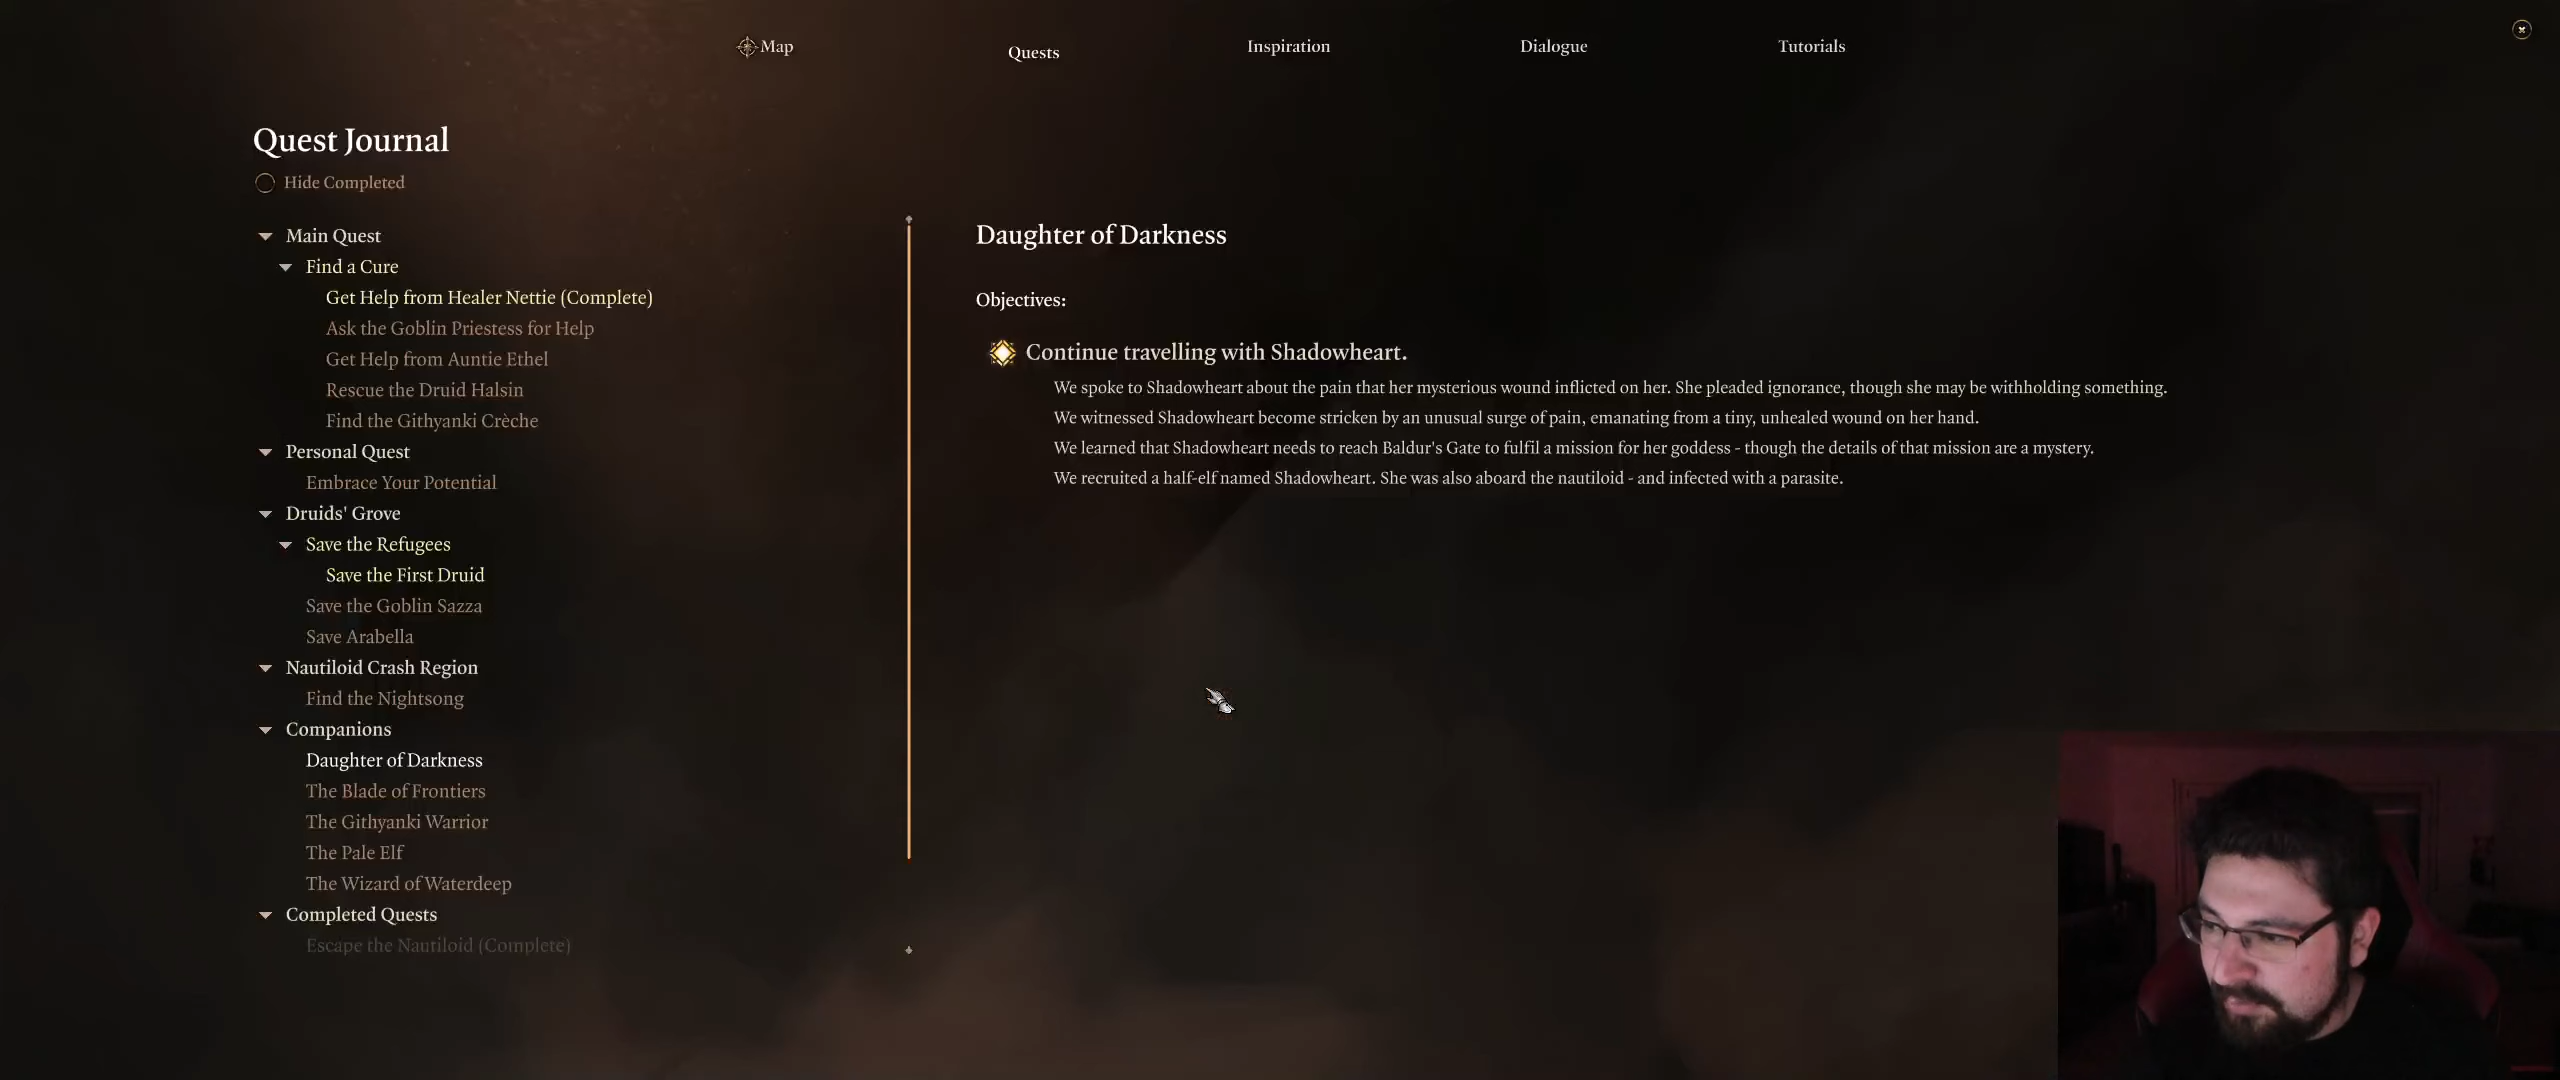 Map
Quests
Inspiration
Dialogue
Tutorials
Quest Journal
Hide Completed
Main Quest
Find a Cure
Get Help from Healer Nettie (Complete)
Ask the Goblin Priestess for Help
Get Help from Auntie Ethel
Rescue the Druid Halsin
Find the Githyanki Crèche
Personal Quest
Embrace Your Potential
Druids' Grove
Save the Refugees
Save the First Druid
Save the Goblin Sazza
Save Arabella
Nautiloid Crash Region
Find the Nightsong
Companions
Daughter of Darkness
The Blade of Frontiers
The Githyanki Warrior
The Pale Elf
The Wizard of Waterdeep
Completed Quests
Escape the Nautiloid (Complete)
Daughter of Darkness
Objectives:
Continue travelling with Shadowheart.
We spoke to Shadowheart about the pain that her mysterious wound inflicted on her. She pleaded ignorance, though she may be withholding something.
We witnessed Shadowheart become stricken by an unusual surge of pain, emanating from a tiny, unhealed wound on her hand.
We learned that Shadowheart needs to reach Baldur's Gate to fulfil a mission for her goddess - though the details of that mission are a mystery.
We recruited a half-elf named Shadowheart. She was also aboard the nautiloid - and infected with a parasite.